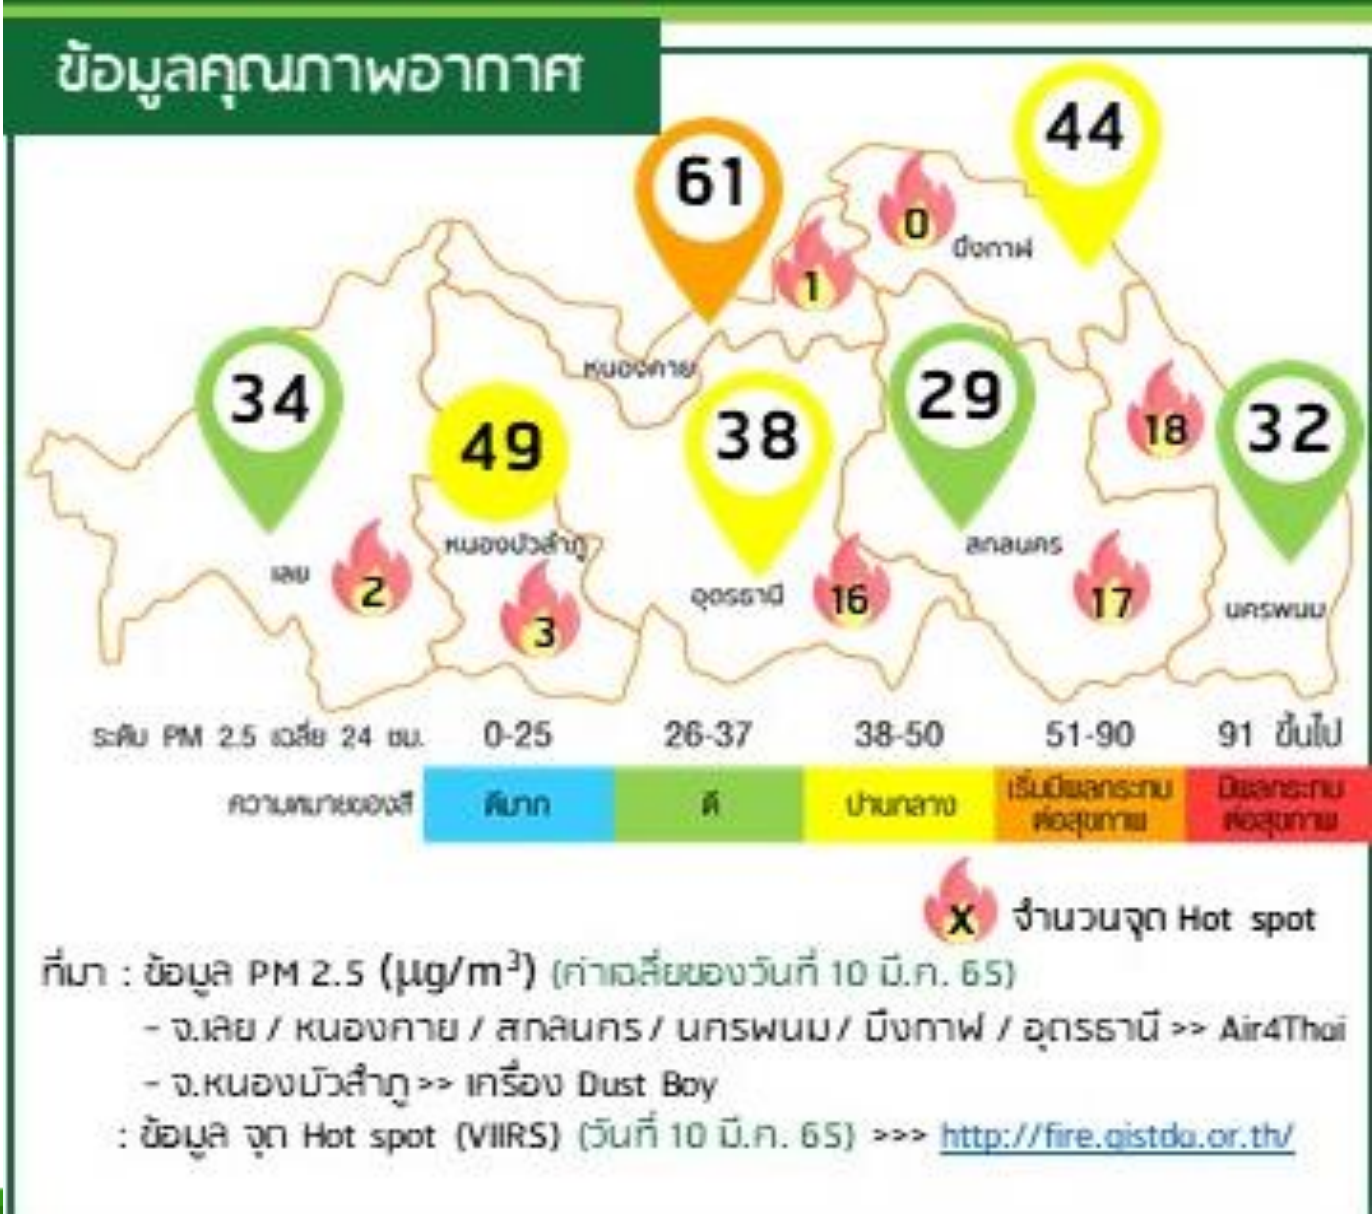 ข้อมูลคุณภาพอากาศ
44
61
0
บึงกาฬ
1
34
หนองคาย
49
38
29
18
32
หนองบัวลำภู
สกลนคร
เลย
2
3
อุดรธานี
16
17
นครพนม
ระดับ PM 2.5 เฉลี่ย 24 ชม. 0-25 26-37 38-50 51-90 91 ขึ้นไป
ความหมายของสี ดีมาก ดี ปานกลาง เริ่มมีผลกระทบต่อสุขภาพ มีผลกระทบต่อสุขภาพ
X จำนวนจุด Hot spot
ที่มา : ข้อมูล PM 2.5 (µg/m³) (ค่าเฉลี่ยของวันที่ 10 มี.ค. 65)
- จ.เลย / หนองคาย / สกลนคร / นครพนม / บึงกาฬ / อุดรธานี >> Air4Thai
- จ.หนองบัวลำภู >> เครื่อง Dust Boy
: ข้อมูล จุด Hot spot (VIIRS) (วันที่ 10 มี.ค. 65) >>> http://fire.gistda.or.th/